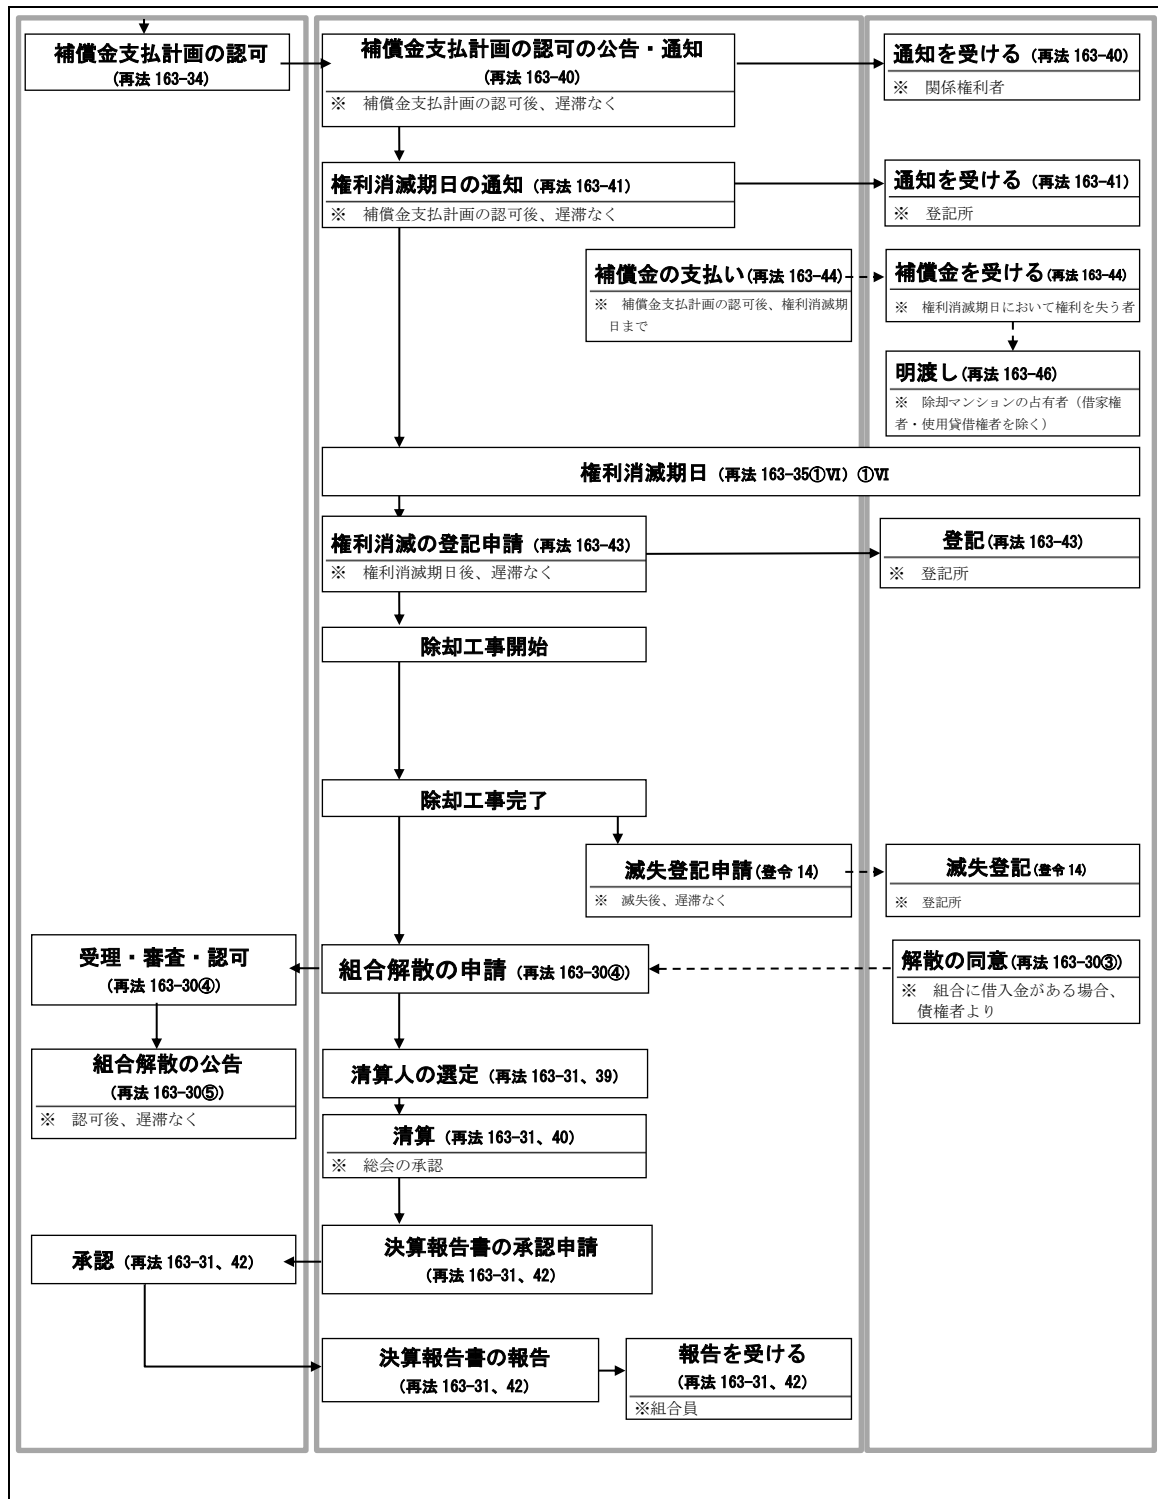 補償金支払計画の認可
(再法 163-34)
補償金支払計画の認可の公告・通知
(再法 163-40)
※　補償金支払計画の認可後、遅滞なく
通知を受ける (再法 163-40)
※　関係権利者
権利消滅期日の通知 (再法 163-41)
※　補償金支払計画の認可後、遅滞なく
通知を受ける (再法 163-41)
※　登記所
補償金の支払い(再法 163-44)
※　補償金支払計画の認可後、権利消滅期
日まで
補償金を受ける(再法 163-44)
※　権利消滅期日において権利を失う者
明渡し(再法 163-46)
※　除却マンションの占有者（借家権
者・使用貸借権者を除く）
権利消滅期日 (再法 163-35①Ⅵ) ①Ⅵ
権利消滅の登記申請 (再法 163-43)
※　権利消滅期日後、遅滞なく
登記(再法 163-43)
※　登記所
除却工事開始
除却工事完了
滅失登記申請(登令 14)
※　滅失後、遅滞なく
滅失登記(登令 14)
※　登記所
受理・審査・認可
(再法 163-30④)
組合解散の申請 (再法 163-30④)
解散の同意(再法 163-30③)
※　組合に借入金がある場合、
債権者より
組合解散の公告
(再法 163-30⑤)
※　認可後、遅滞なく
清算人の選定 (再法 163-31、39)
清算 (再法 163-31、40)
※　総会の承認
承認 (再法 163-31、42)
決算報告書の承認申請
(再法 163-31、42)
決算報告書の報告
(再法 163-31、42)
報告を受ける
(再法 163-31、42)
※組合員